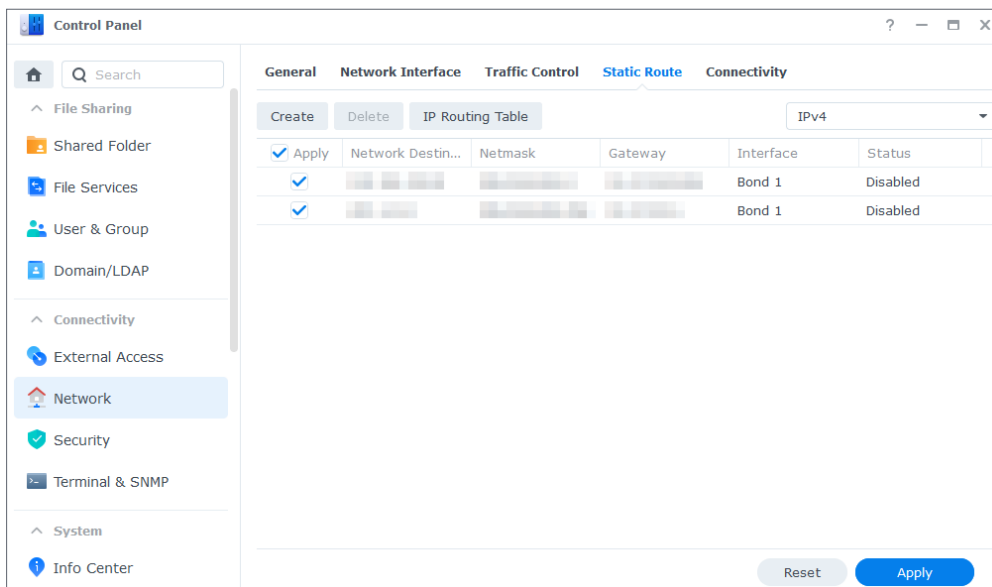 Control Panel
Search
General Network Interface Traffic Control Static Route Connectivity
File Sharing
Create Delete IP Routing Table IPv4
Shared Folder
Apply Network Destin... Netmask Gateway Interface Status
File Services
Bond 1 Disabled
User & Group
Bond 1 Disabled
Domain/LDAP
Connectivity
External Access
Network
Security
Terminal & SNMP
System
Info Center
Reset Apply